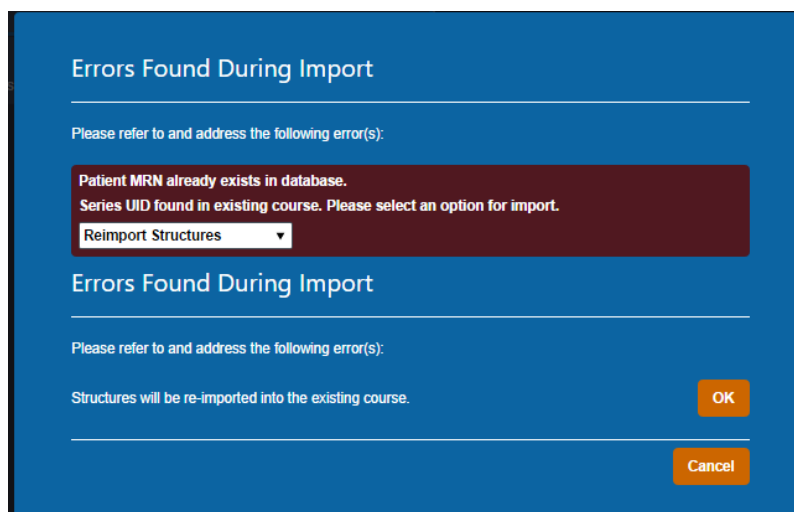 Errors Found During Import
Please refer to and address the following error(s):
Patient MRN already exists in database.
Series UID found in existing course. Please select an option for import.
Reimport Structures
Errors Found During Import
Please refer to and address the following error(s):
Structures will be re-imported into the existing course.
OK
Cancel